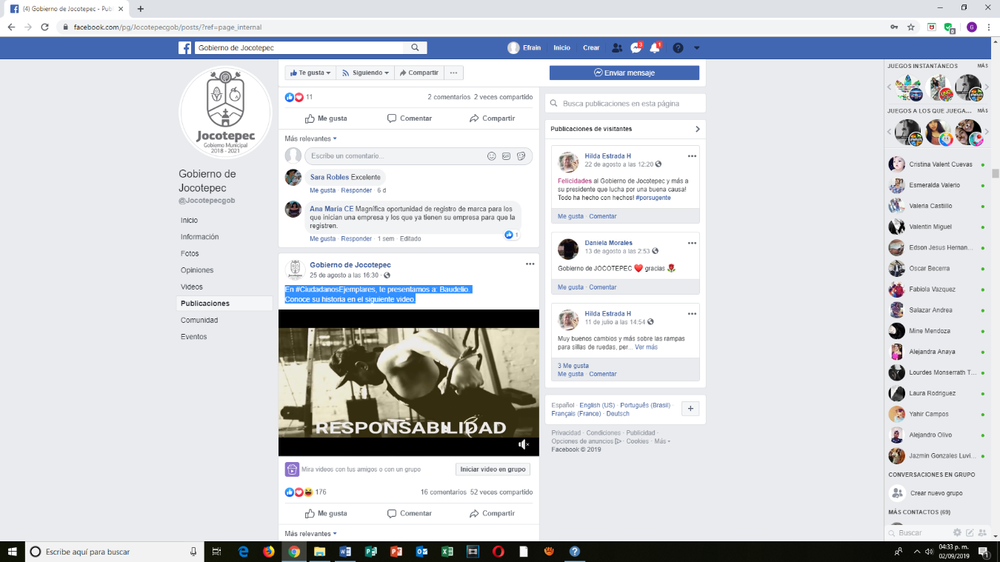 (4) Gobierno de Jocotepec - Pub
facebook.com/pg/Jocotepecgob/posts/?ref=page_internal
Gobierno de Jocotepec
Efrain
Inicio
Crear
3
1
Jocotepec
Gobierno Municipal
2018 - 2021
Gobierno de
Jocotepec
@Jocotepecgob
Inicio
Información
Fotos
Opiniones
Videos
Publicaciones
Comunidad
Eventos
Te gusta
Siguiendo
Compartir
11
2 comentarios 2 veces compartido
Me gusta
Comentar
Compartir
Más relevantes
Escribe un comentario...
GIF
Sara Robles Excelente
Me gusta · Responder · 6 d
Ana María CE Magnífica oportunidad de registro de marca para los
que inician una empresa y los que ya tienen su empresa para que la
registren.
1
Me gusta · Responder · 1 sem · Editado
Gobierno de Jocotepec
25 de agosto a las 16:30 ·
En #CiudadanosEjemplares, te presentamos a: Baudelio.
Conoce su historia en el siguiente video.
RESPONSABILIDAD
Mira videos con tus amigos o con un grupo
Iniciar video en grupo
176
16 comentarios 52 veces compartido
Me gusta
Comentar
Compartir
Más relevantes
Enviar mensaje
Busca publicaciones en esta página
Publicaciones de visitantes
Hilda Estrada H
22 de agosto a las 12:20 ·
Felicidades al Gobierno de Jocotepec y más a
su presidente que lucha por una buena causa!
Todo ha hecho con hechos! #porsugente
Me gusta · Comentar
Daniela Morales
13 de agosto a las 2:53 ·
Gobierno de JOCOTEPEC ❤️ gracias 🌹
Me gusta · Comentar
Hilda Estrada H
11 de julio a las 14:54 ·
Muy buenos cambios y más sobre las rampas
para sillas de ruedas, per... Ver más
3 Me gusta
Me gusta · Comentar
Español · English (US) · Português (Brasil) ·
Français (France) · Deutsch
Privacidad · Condiciones · Publicidad ·
Opciones de anuncios · Cookies · Más
Facebook © 2019
JUEGOS INSTANTÁNEOS
MÁS
JUEGOS A LOS QUE JUEGA...
MÁS
Cristina Valent Cuevas
Esmeralda Valerio
Valeria Castiillo
Valentin Miguel
Edson Jesus Hernan...
Oscar Becerra
Fabiola Vazquez
Salazar Andrea
Mine Mendoza
Alejandra Anaya
Lourdes Monserrath T...
Laura Rodriguez
Yahir Campos
Alejandro Olivo
Jazmin Gonzales Luvi...
CONVERSACIONES EN GRUPO
Crear nuevo grupo
MÁS CONTACTOS (69)
Buscar
Escribe aquí para buscar
04:33 p. m.
02/09/2019
1